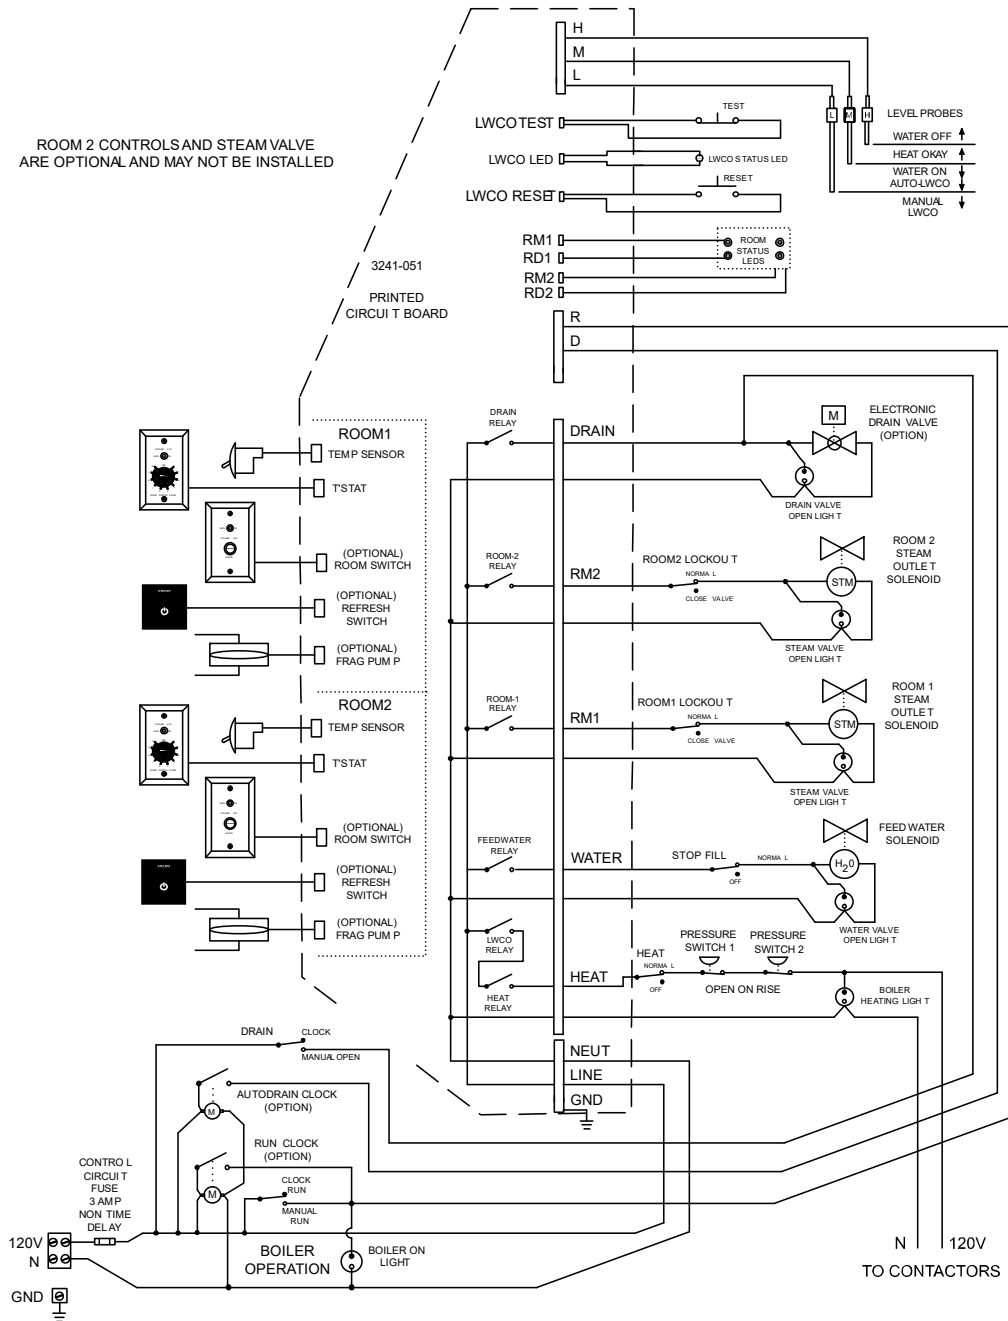 H
M
L
LEVEL PROBES
L M H
WATER OFF
HEAT OKAY
WATER ON
AUTO-LWCO
MANUAL
LWCO
TEST
LWCO TEST
LWCO LED
LWCO STATUS LED
RESET
LWCO RESET
ROOM 2 CONTROLS AND STEAM VALVE
ARE OPTIONAL AND MAY NOT BE INSTALLED
RM1
RD1
RM2
RD2
ROOM
STATUS
LEDS
3241-051
PRINTED
CIRCUIT BOARD
R
D
DRAIN
RELAY
DRAIN
M
ELECTRONIC
DRAIN VALVE
(OPTION)
DRAIN VALVE
OPEN LIGHT
ROOM1
TEMP SENSOR
T'STAT
(OPTIONAL)
ROOM SWITCH
(OPTIONAL)
REFRESH
SWITCH
(OPTIONAL)
FRAG PUMP
ROOM-2
RELAY
RM2
ROOM2 LOCKOUT
NORMAL
CLOSE VALVE
STM
ROOM 2
STEAM
OUTLET
SOLENOID
STEAM VALVE
OPEN LIGHT
ROOM2
TEMP SENSOR
T'STAT
(OPTIONAL)
ROOM SWITCH
(OPTIONAL)
REFRESH
SWITCH
(OPTIONAL)
FRAG PUMP
ROOM-1
RELAY
RM1
ROOM1 LOCKOUT
NORMAL
CLOSE VALVE
STM
ROOM 1
STEAM
OUTLET
SOLENOID
STEAM VALVE
OPEN LIGHT
FEEDWATER
RELAY
WATER
STOP FILL
NORMAL
OFF
H20
FEED WATER
SOLENOID
WATER VALVE
OPEN LIGHT
LWCO
RELAY
HEAT
RELAY
HEAT
HEAT
NORMAL
OFF
PRESSURE
SWITCH 1
PRESSURE
SWITCH 2
OPEN ON RISE
BOILER
HEATING LIGHT
NEUT
LINE
GND
DRAIN
CLOCK
MANUAL OPEN
AUTODRAIN CLOCK
(OPTION)
M
RUN CLOCK
(OPTION)
M
CLOCK
RUN
MANUAL
RUN
CONTROL
CIRCUIT
FUSE
3 AMP
NON TIME
DELAY
120V
N
GND
BOILER
OPERATION
BOILER ON
LIGHT
N
120V
TO CONTACTORS